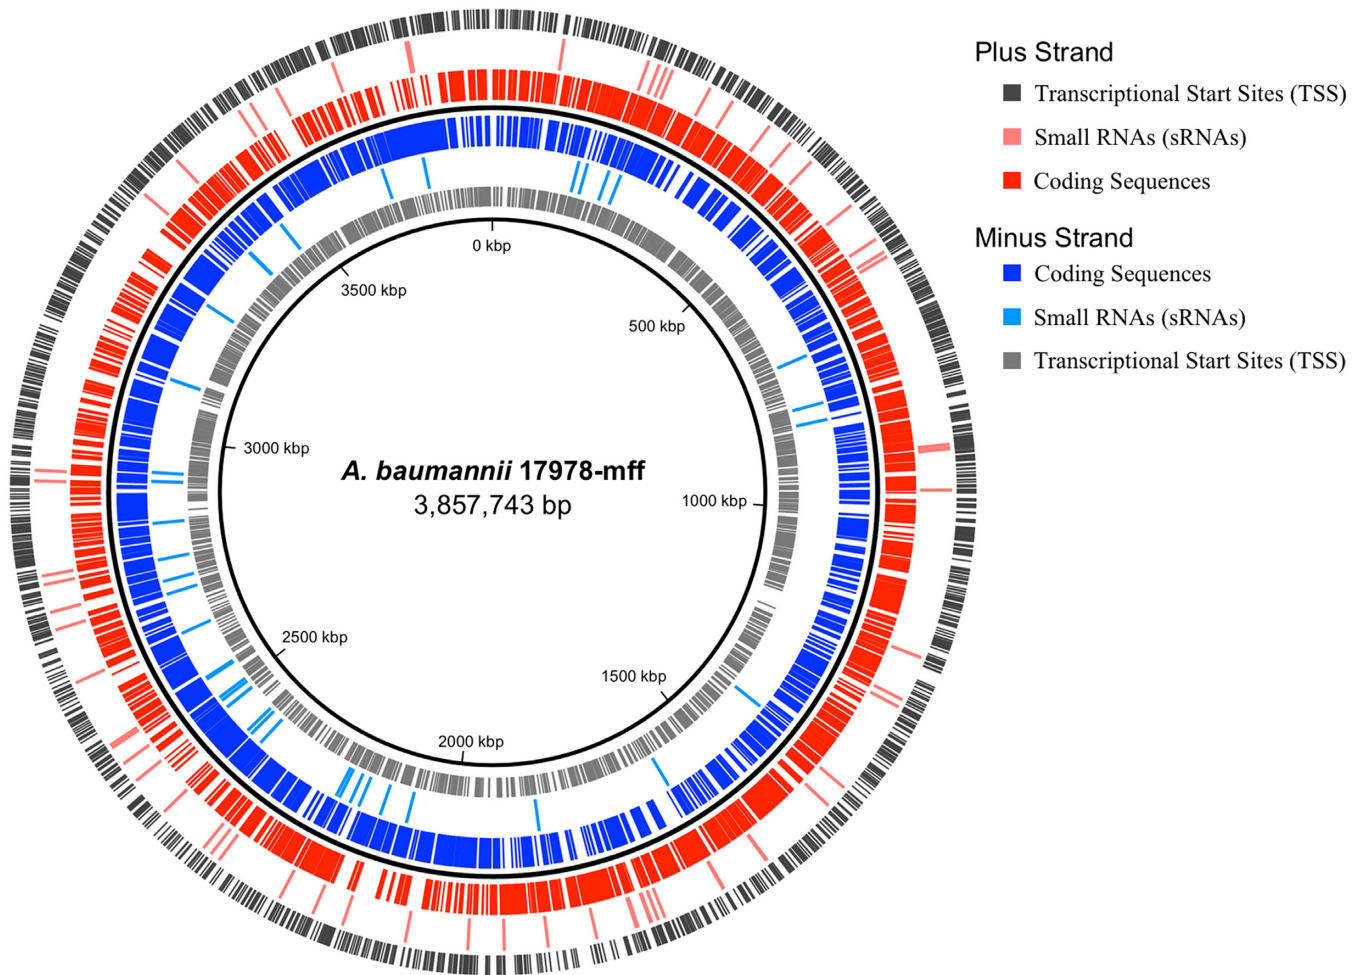 Plus Strand
Transcriptional Start Sites (TSS)
Small RNAs (sRNAs)
Coding Sequences
Minus Strand
Coding Sequences
Small RNAs (sRNAs)
Transcriptional Start Sites (TSS)
0 kbp
500 kbp
1000 kbp
1500 kbp
2000 kbp
2500 kbp
3000 kbp
3500 kbp
A. baumannii 17978-mff
3,857,743 bp